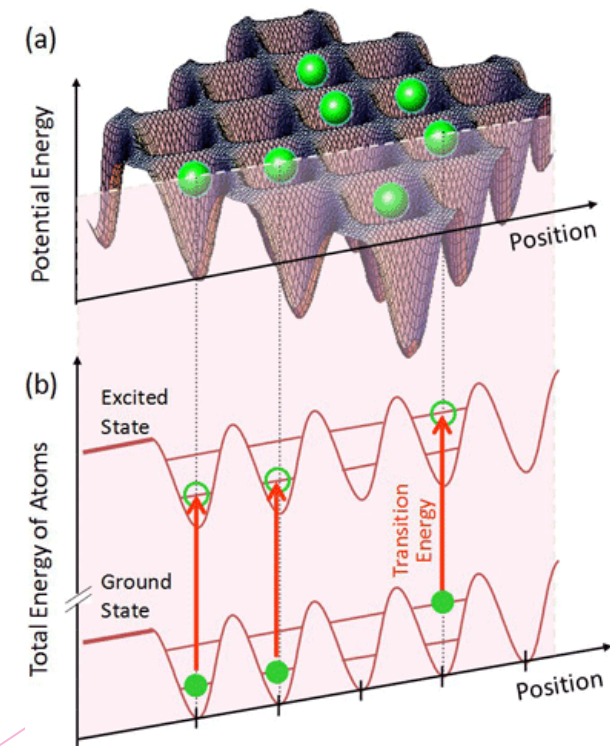 (a)
Potential Energy
Position
(b)
Excited
State
Total Energy of Atoms
Transition
Energy
Ground
State
Position